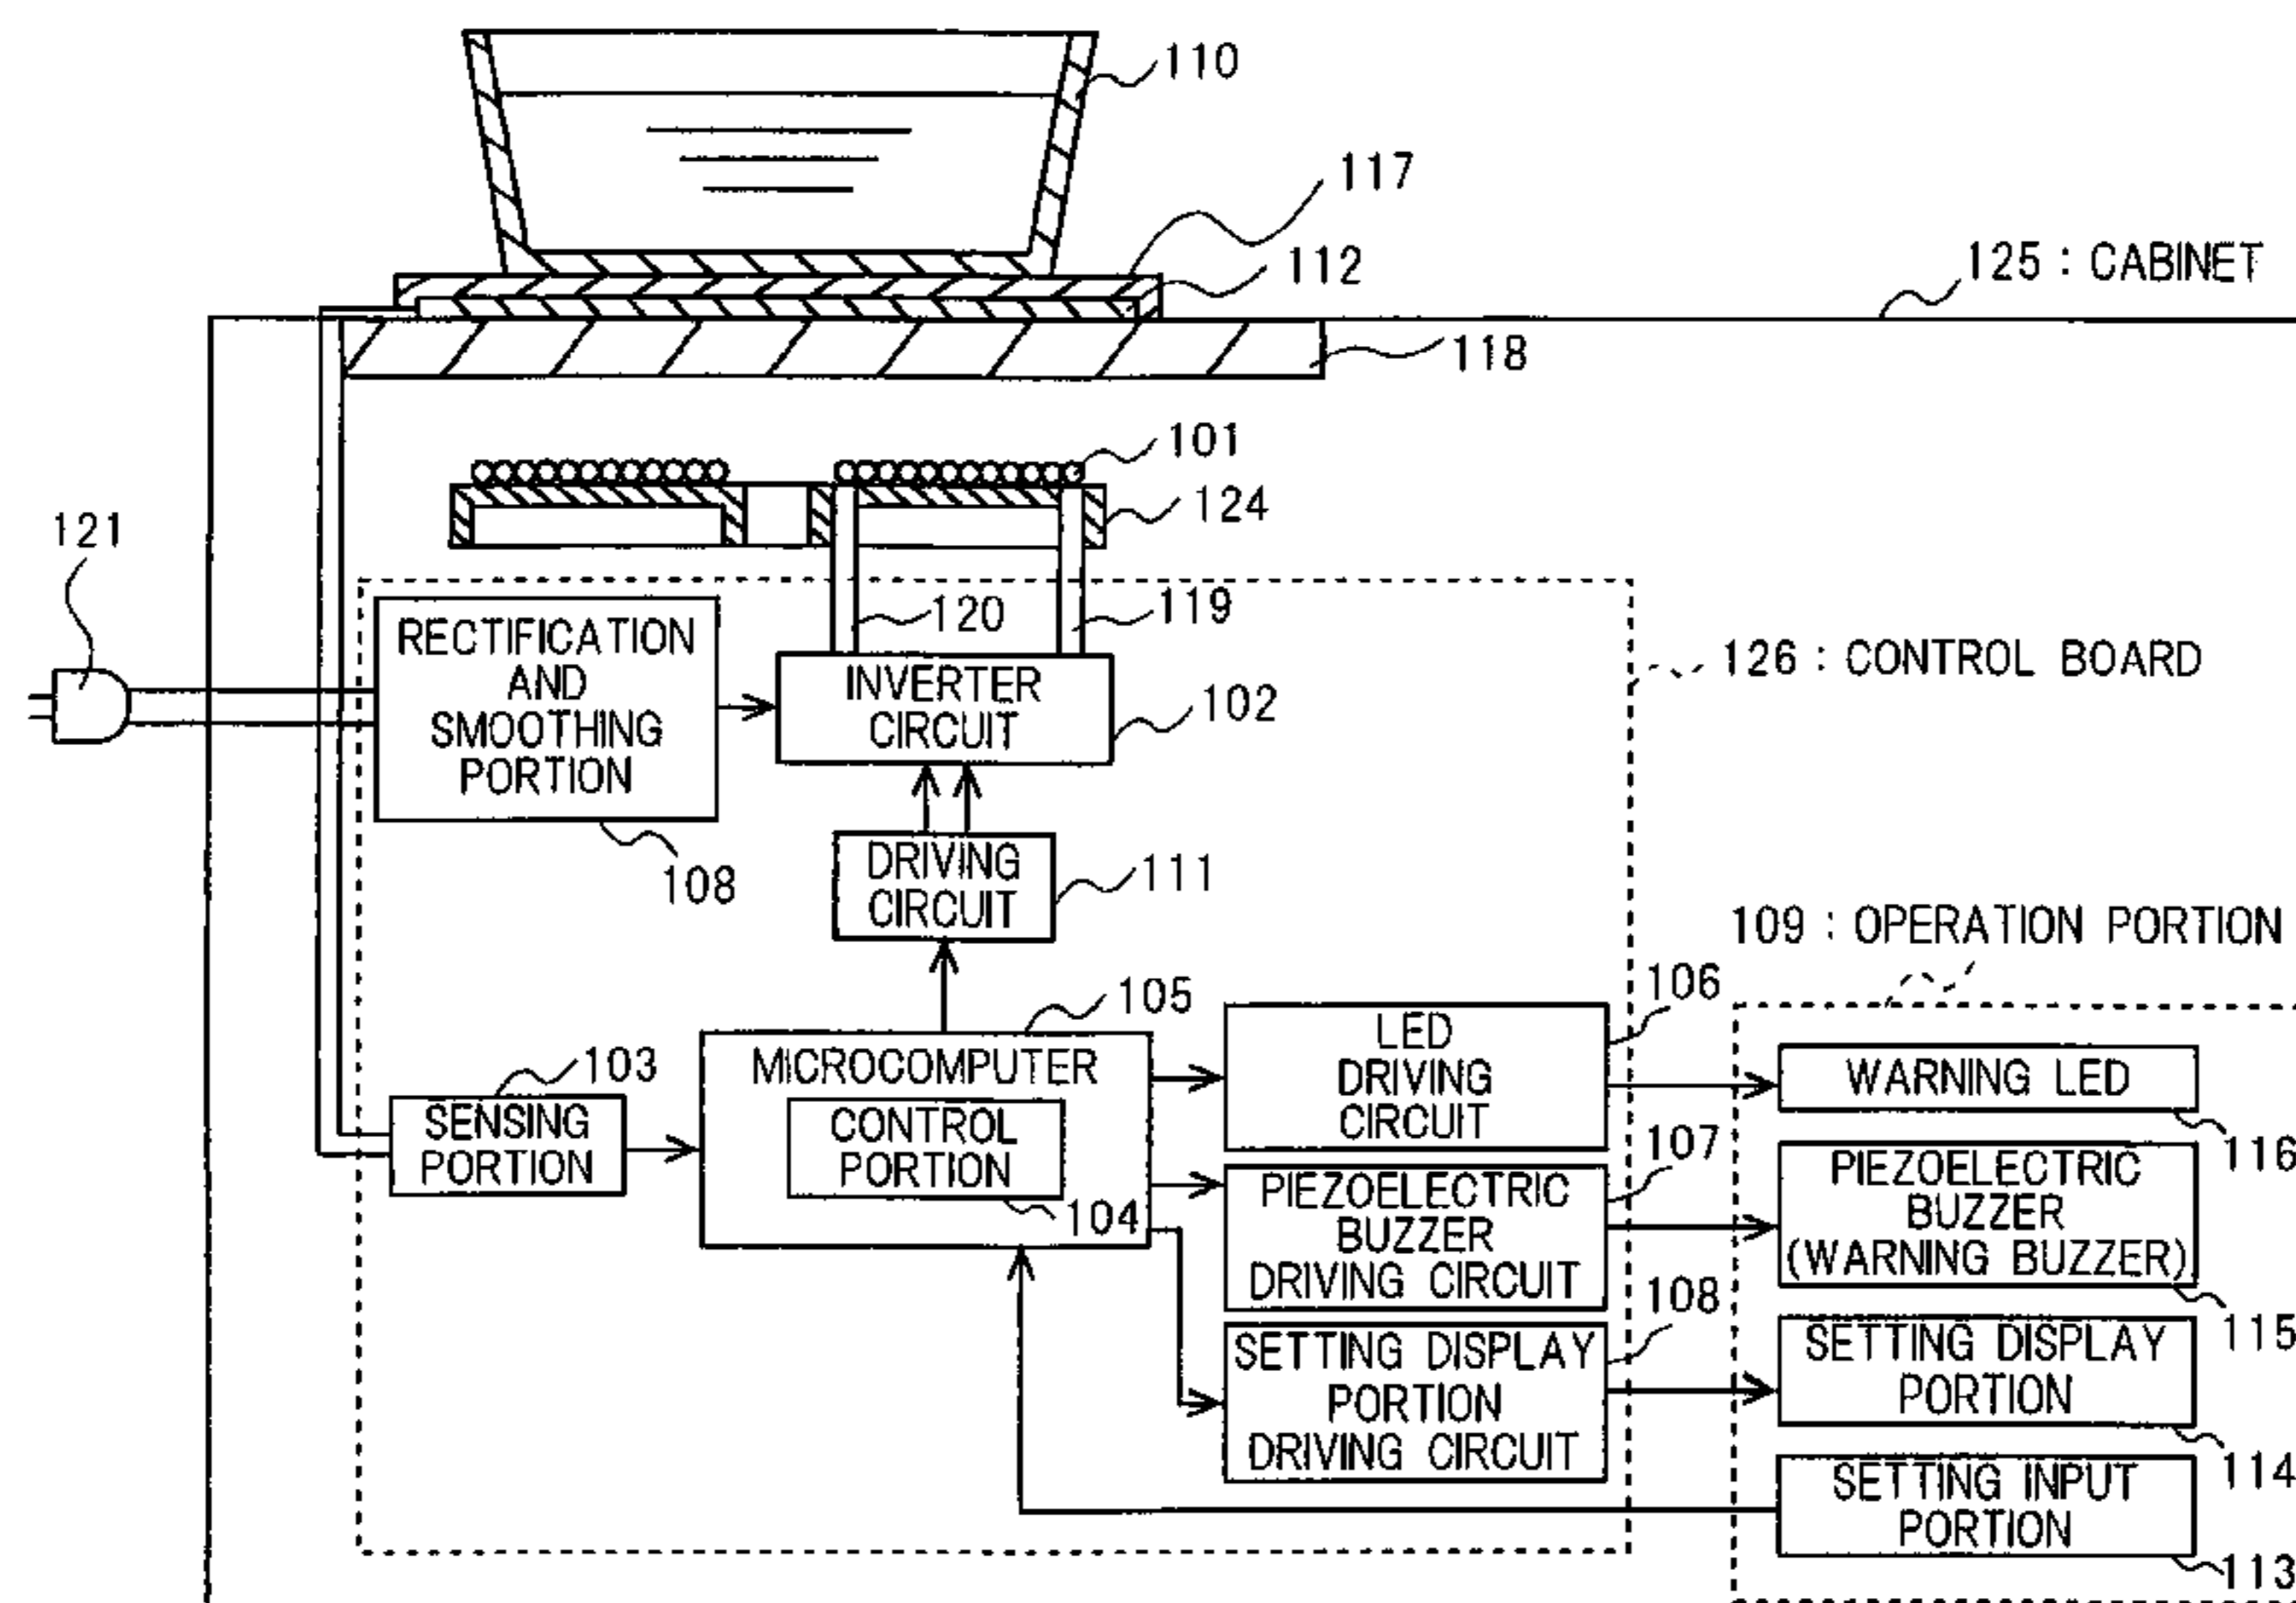 110
117
112
125 : CABINET
118
101
124
121
120
119
RECTIFICATION
AND
SMOOTHING
PORTION
INVERTER
CIRCUIT
102
126 : CONTROL BOARD
108
DRIVING
CIRCUIT
111
109 : OPERATION PORTION
105
106
MICROCOMPUTER
LED
DRIVING
CIRCUIT
WARNING LED
116
103
SENSING
PORTION
CONTROL
PORTION
104
107
PIEZOELECTRIC
BUZZER
DRIVING CIRCUIT
PIEZOELECTRIC
BUZZER
(WARNING BUZZER)
115
108
SETTING DISPLAY
PORTION
DRIVING CIRCUIT
SETTING DISPLAY
PORTION
114
SETTING INPUT
PORTION
113